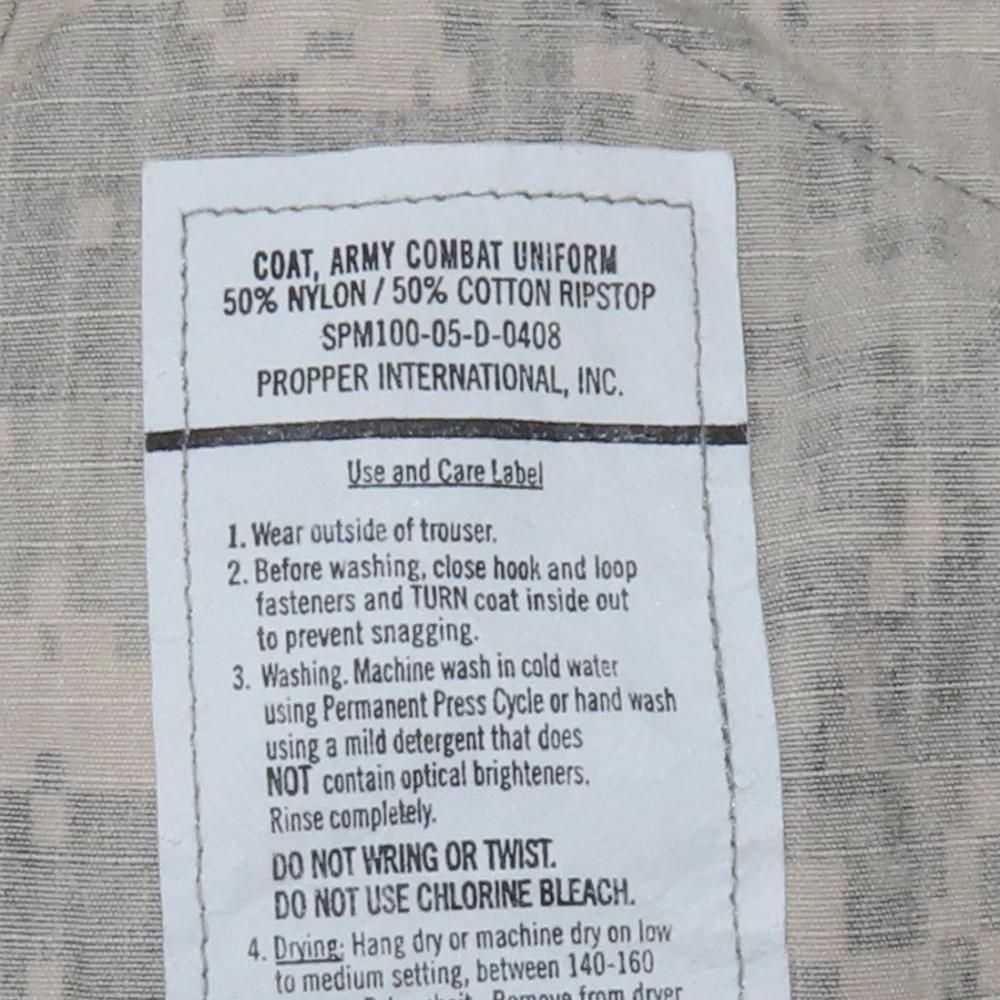 COAT, ARMY COMBAT UNIFORM
50% NYLON / 50% COTTON RIPSTOP
SPM100-05-D-0408
PROPPER INTERNATIONAL, INC.
Use and Care Label
1. Wear outside of trouser.
2. Before washing, close hook and loop
fasteners and TURN coat inside out
to prevent snagging.
3. Washing. Machine wash in cold water
using Permanent Press Cycle or hand wash
using a mild detergent that does
NOT contain optical brighteners.
Rinse completely.
DO NOT WRING OR TWIST.
DO NOT USE CHLORINE BLEACH.
4. Drying: Hang dry or machine dry on low
to medium setting, between 140-160
Remove from dryer